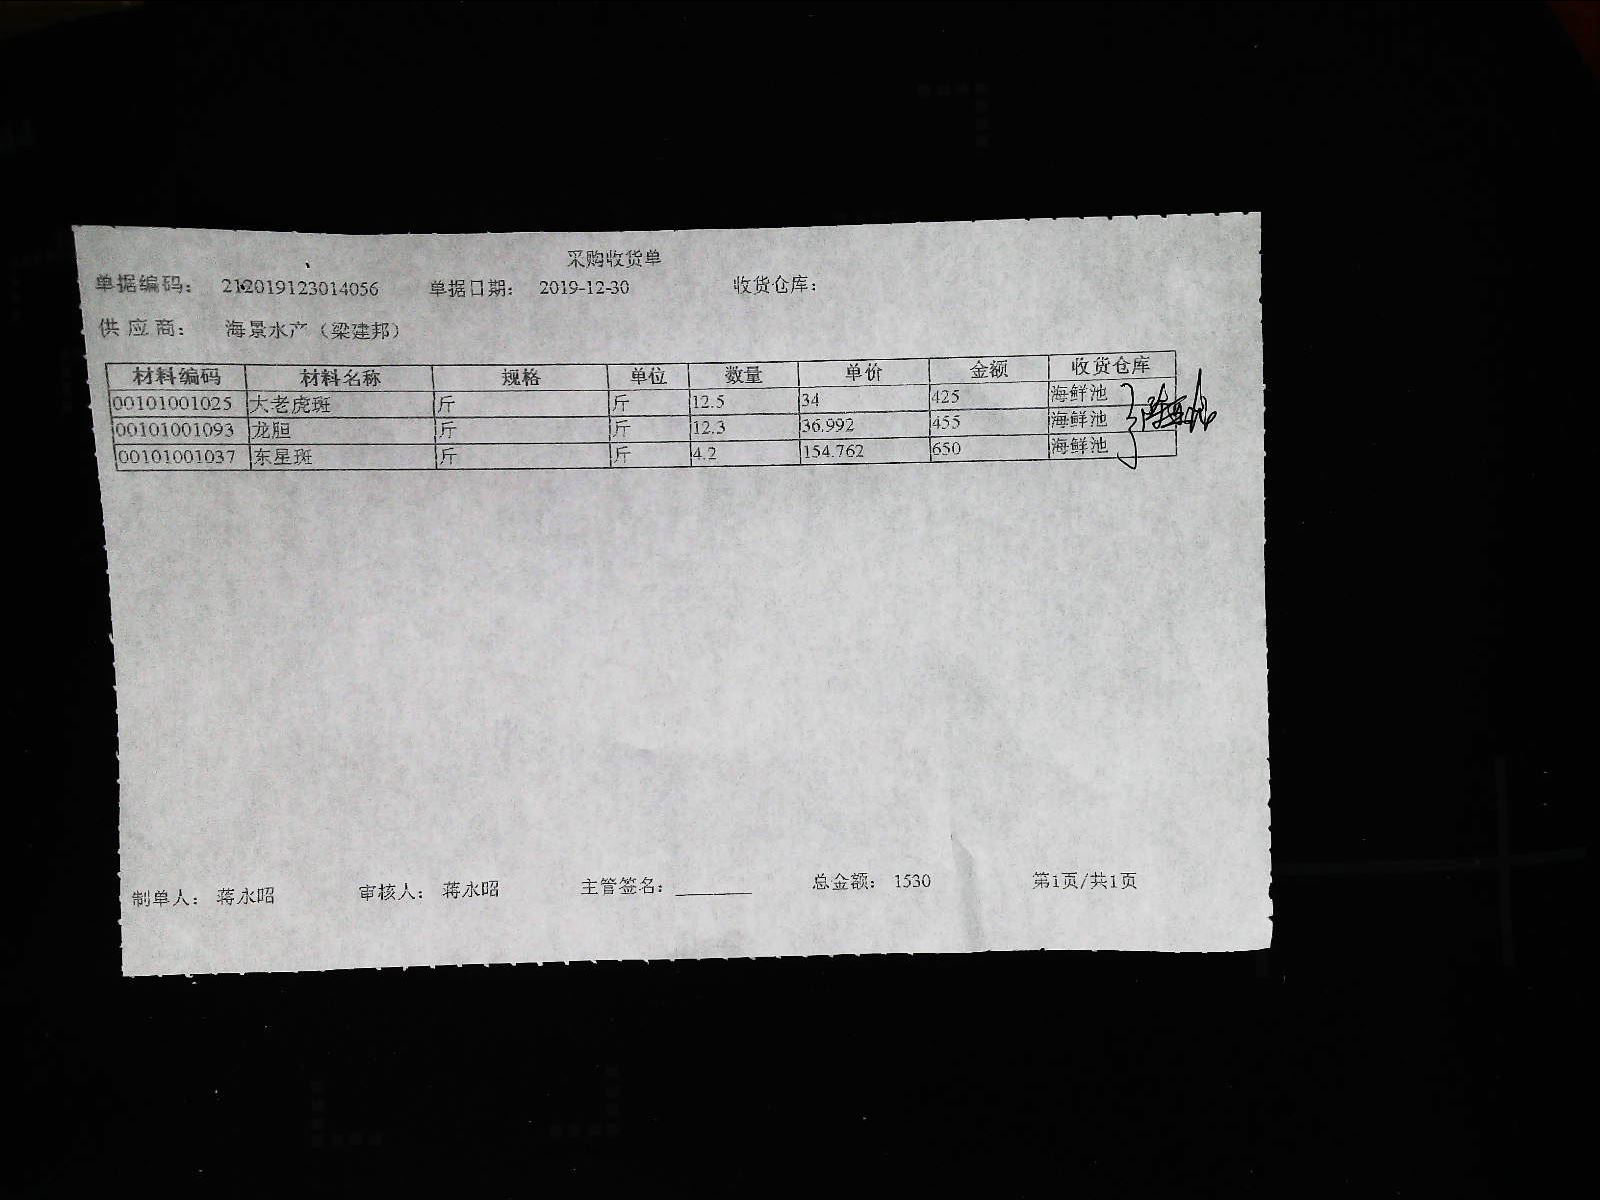 采购收货单
单据编码： 2120191230​14056 单据日期： 2019-12-30 收货仓库：
供应商： 海景水产（梁建邦）
材料编码 材料名称 规格 单位 数量 单价 金额 收货仓库
00101001025 大老虎斑 斤 斤 12.5 34 425 海鲜池
00101001093 龙胆 斤 斤 12.3 36.992 455 海鲜池
00101001037 东星斑 斤 斤 4.2 154.762 650 海鲜池
制单人： 蒋永昭 审核人： 蒋永昭 主管签名：________ 总金额： 1530 第1页/共1页